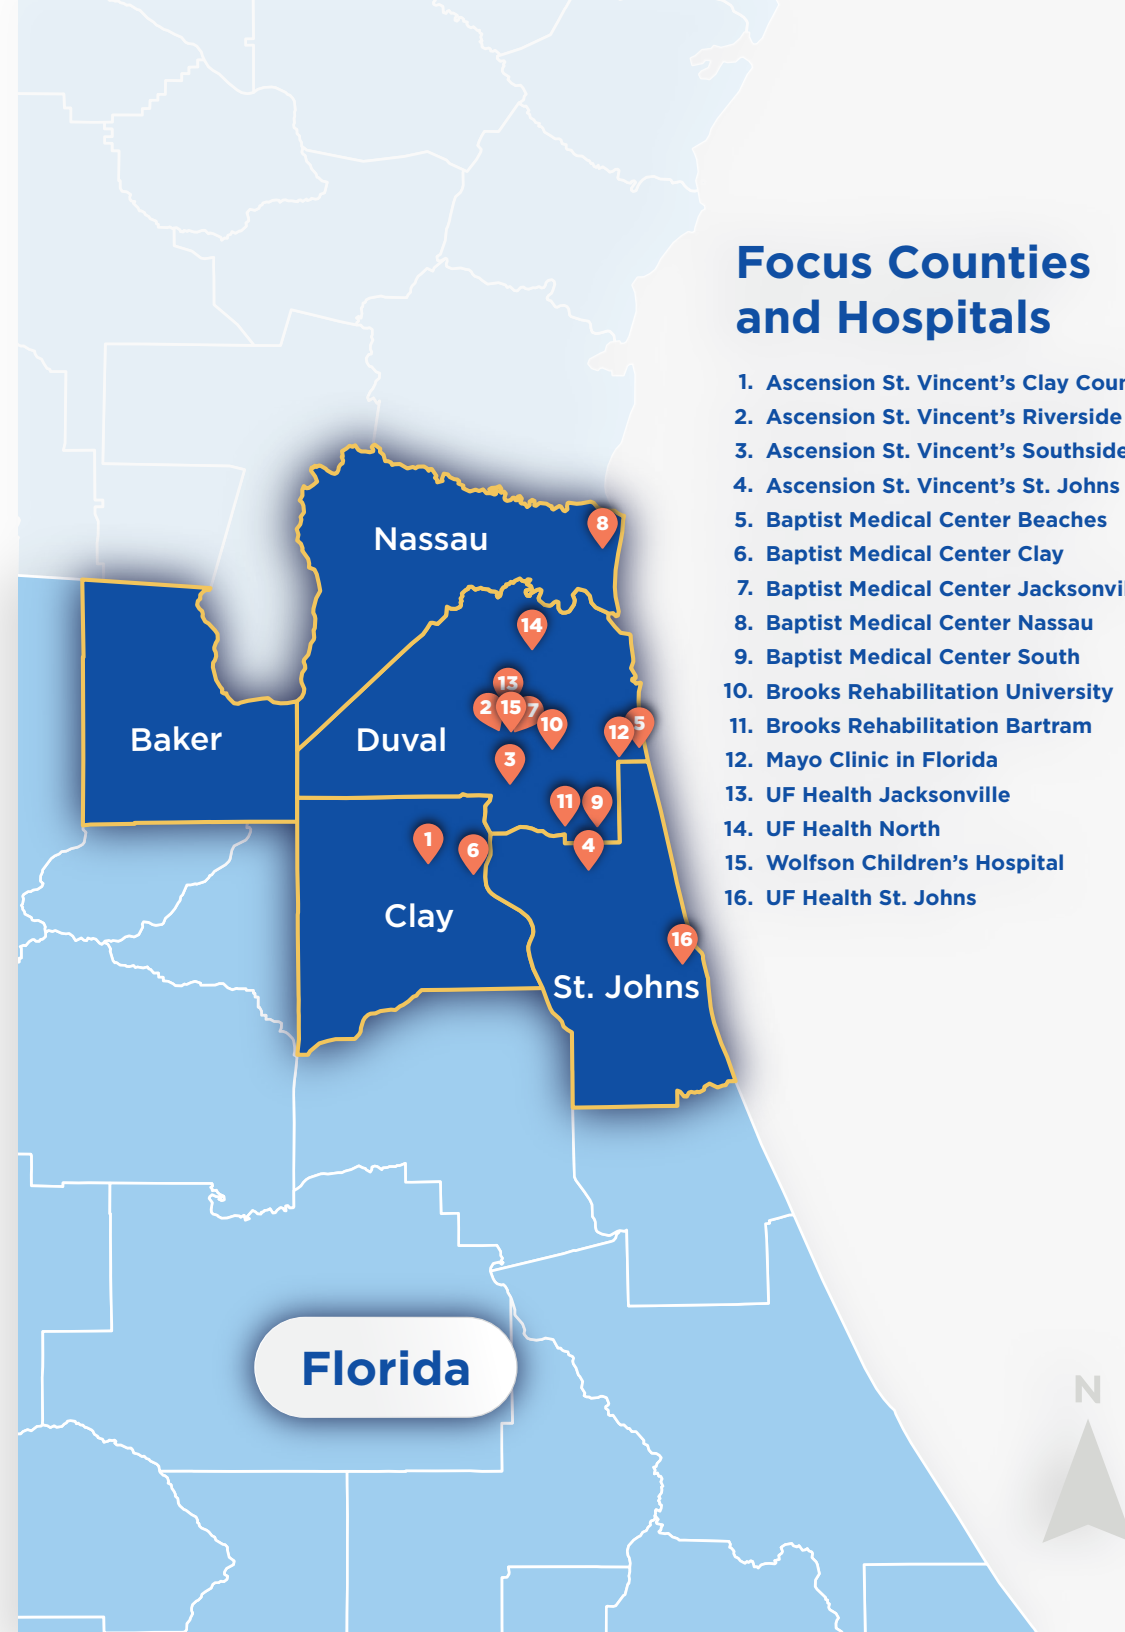 Focus Counties
and Hospitals
1. Ascension St. Vincent's Clay
2. Ascension St. Vincent's Riverside
3. Ascension St. Vincent's Southside
4. Ascension St. Vincent's St. Johns
5. Baptist Medical Center Beaches
6. Baptist Medical Center Clay
7. Baptist Medical Center
8. Baptist Medical Center Nassau
9. Baptist Medical Center South
10. Brooks Rehabilitation University
11. Brooks Rehabilitation Bartram
12. Mayo Clinic in Florida
13. UF Health Jacksonville
14. UF Health North
15. Wolfson Children's Hospital
16. UF Health St. Johns
Nassau
8
14
13
2
15
7
10
12
5
Baker
Duval
3
11
9
1
6
4
Clay
16
St. Johns
Florida
N